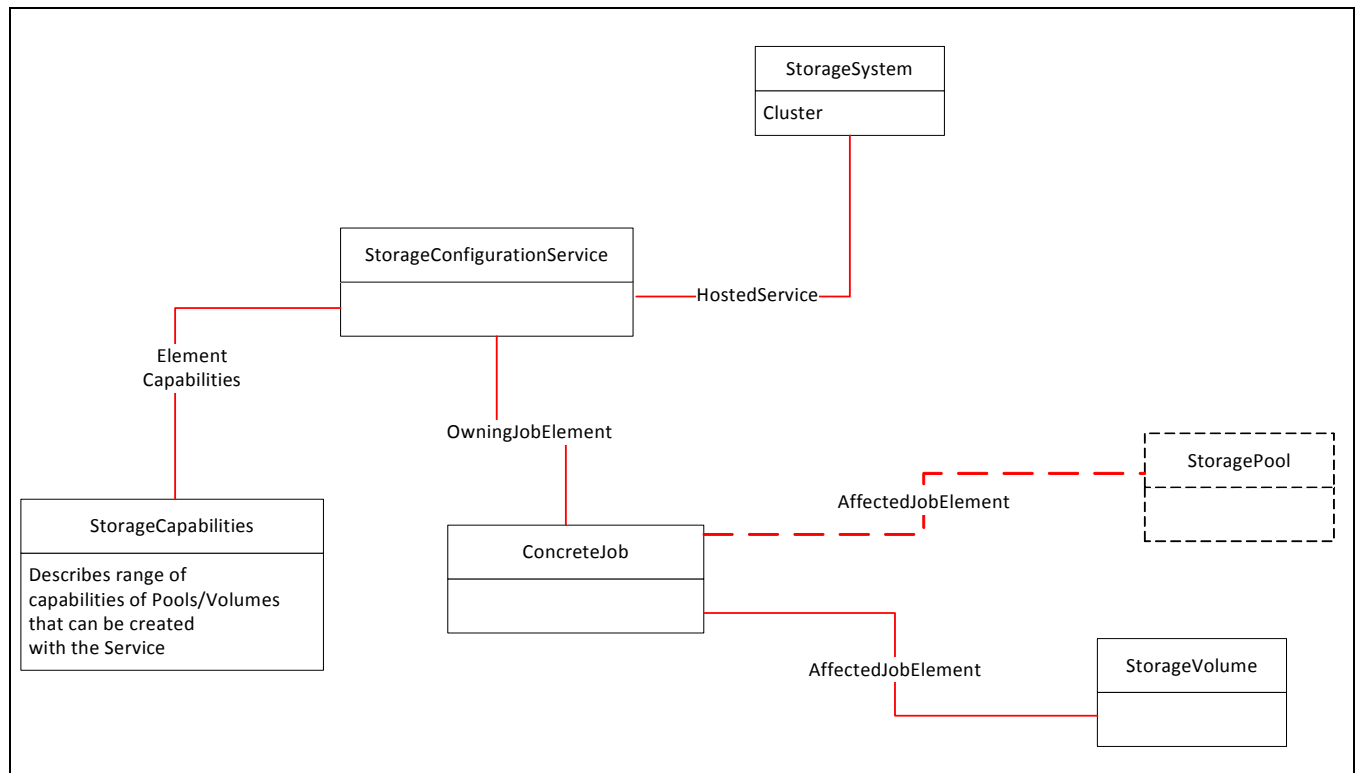 StorageSystem
Cluster
StorageConfigurationService
HostedService
Element
Capabilities
OwningJobElement
StorapePool
AffectedJobElement
StorageCapabilities
Describes range of
capabilities of Pools/Volumes
that can be created
with the Service
ConcreteJob
StorageVolume
AffectedJobElement